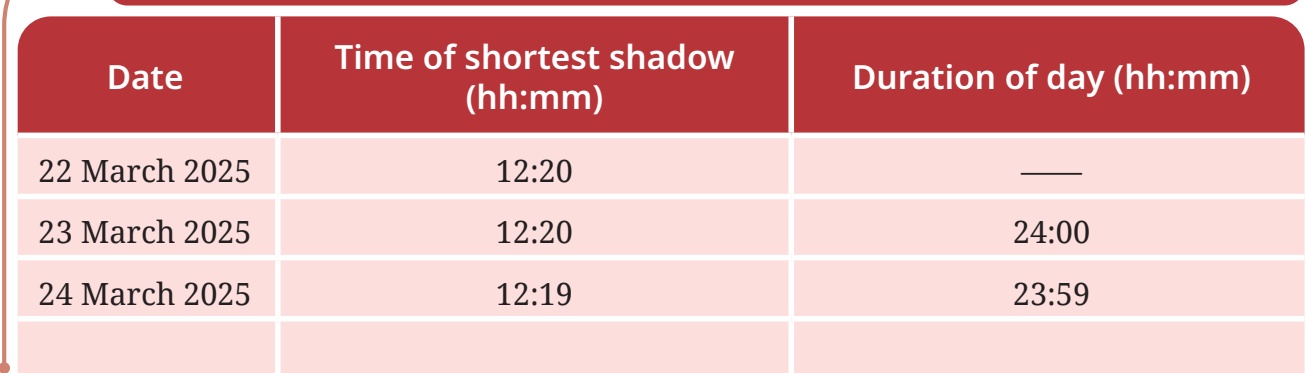 Date
Time of shortest shadow
(hh:mm)
Duration of day (hh:mm)
22 March 2025 12:20 ——
23 March 2025 12:20 24:00
24 March 2025 12:19 23:59